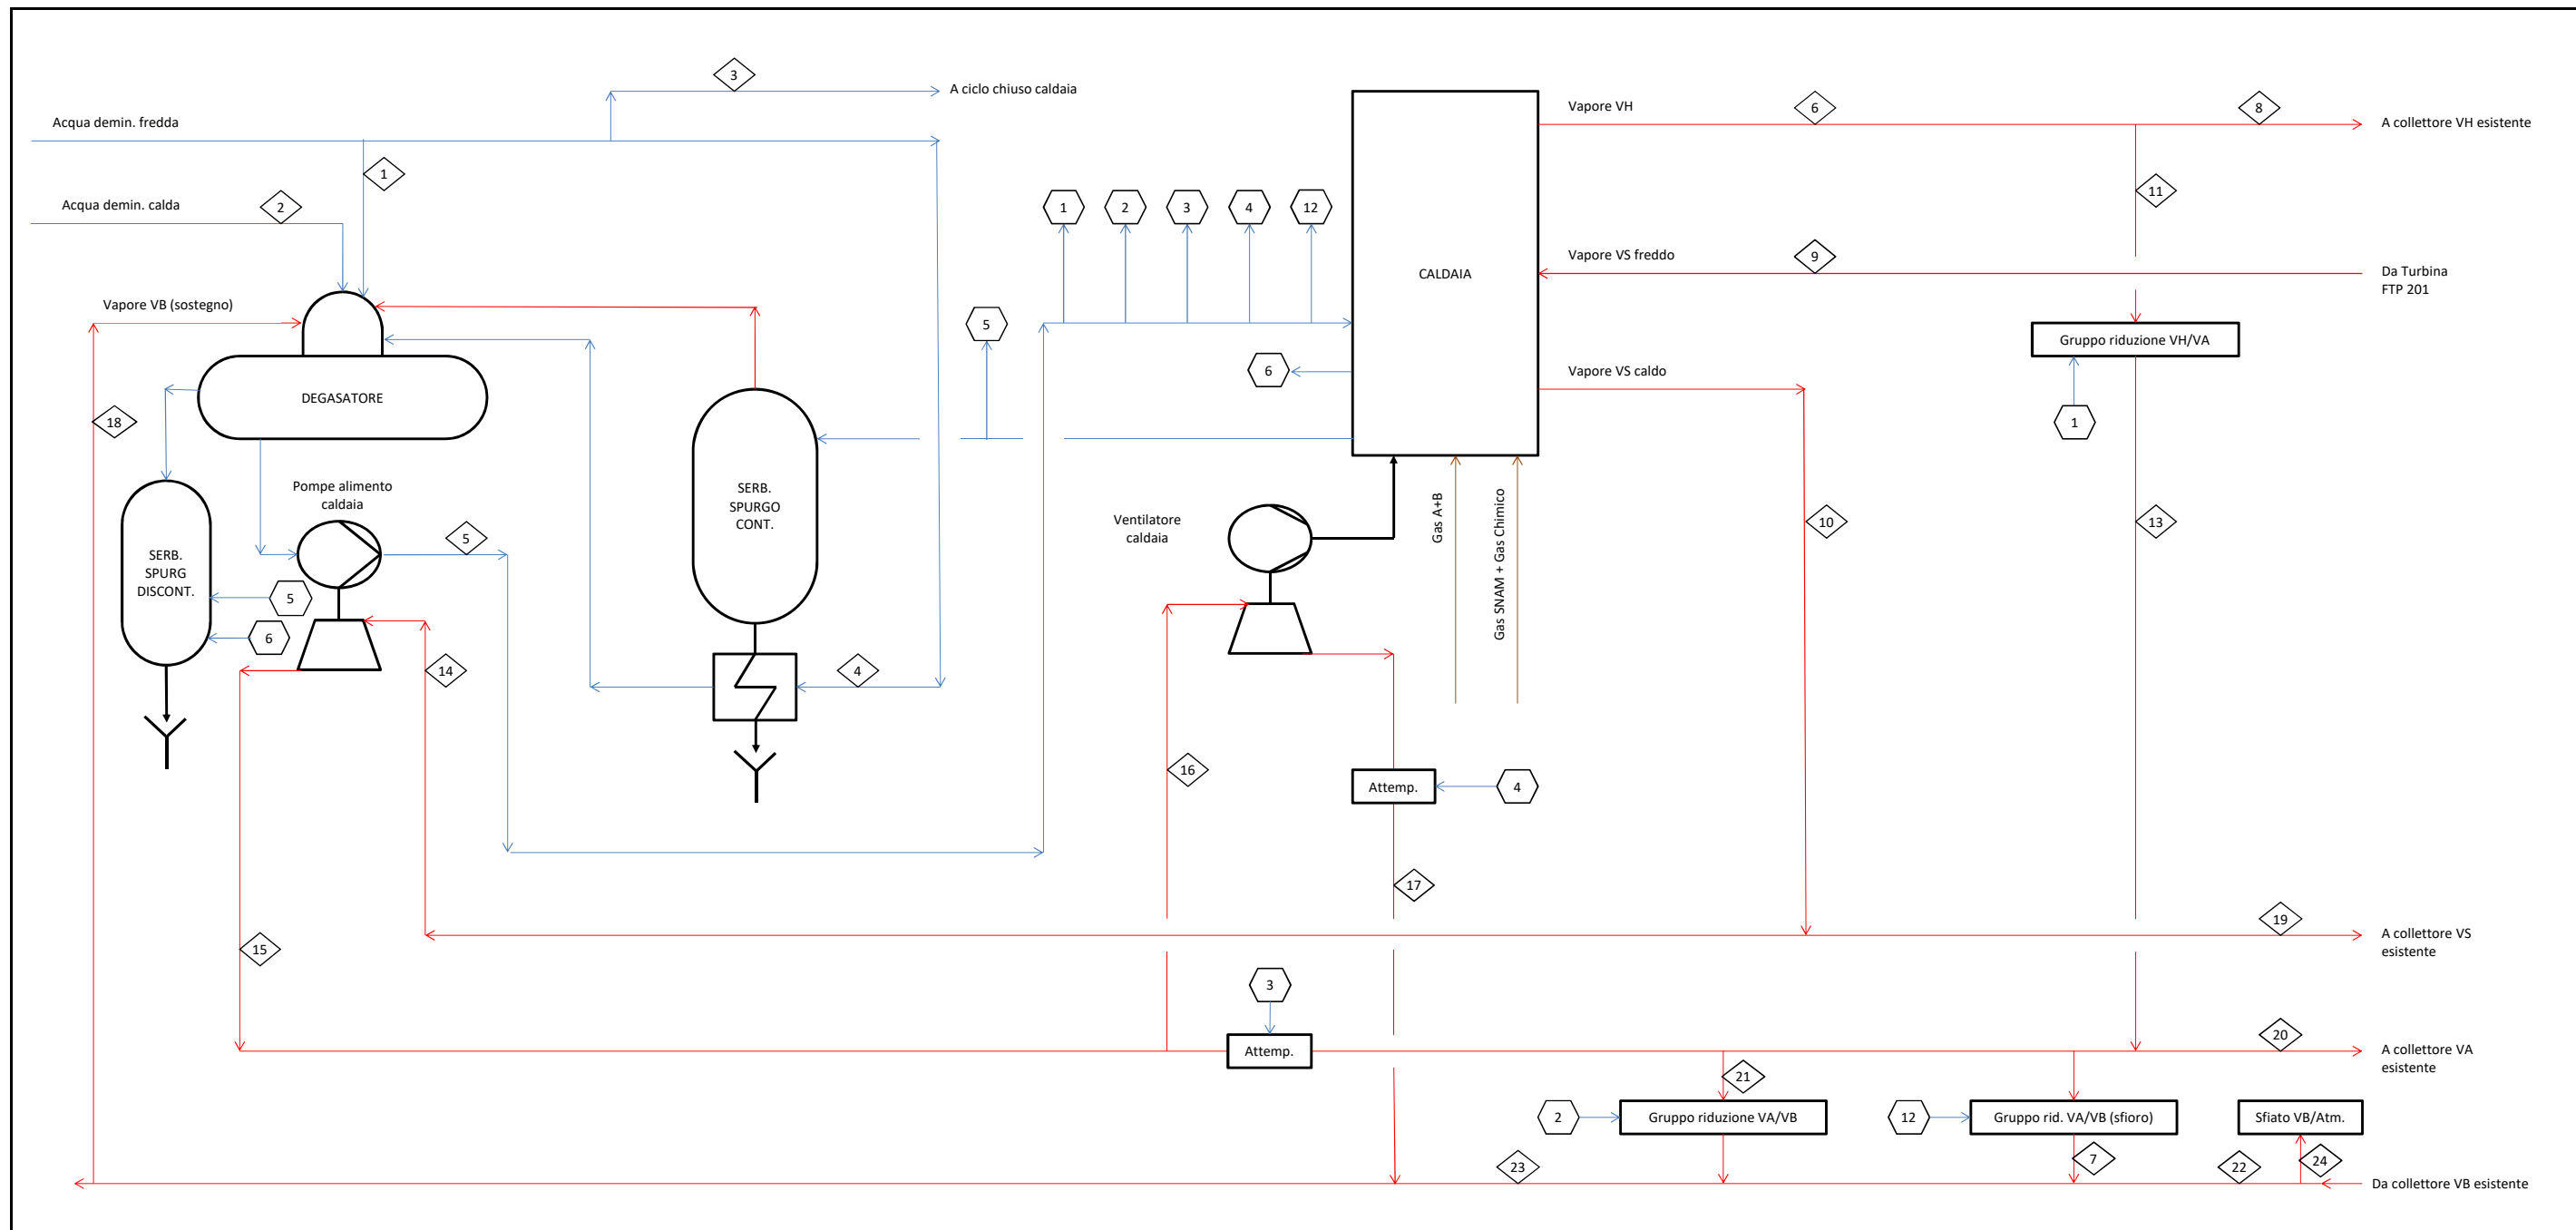 3
A ciclo chiuso caldaia
Vapore VH
6
8
A collettore VH esistente
Acqua demin. fredda
1
11
Acqua demin. calda
2
1
2
3
4
12
CALDAIA
Vapore VS freddo
9
Da Turbina
FTP 201
Vapore VB (sostegno)
5
Gruppo riduzione VH/VA
6
Vapore VS caldo
DEGASATORE
18
1
Pompe alimento
caldaia
SERB.
SPURGO
CONT.
Ventilatore
caldaia
Gas A+B
Gas SNAM + Gas Chimico
10
13
5
SERB.
SPURG
DISCONT.
5
6
14
4
16
Attemp.
4
17
19
A collettore VS
esistente
15
3
Attemp.
20
A collettore VA
esistente
21
2
Gruppo riduzione VA/VB
12
Gruppo rid. VA/VB (sfioro)
Sfiato VB/Atm.
23
7
22
24
Da collettore VB esistente